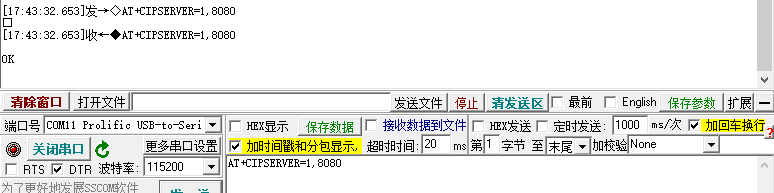 [17:43:32.653]发→◇AT+CIPSERVER=1,8080
□
[17:43:32.653]收←◆AT+CIPSERVER=1,8080
OK
清除窗口 打开文件 发送文件 停止 清发送区 最前 English 保存参数 扩展 —
端口号 COM11 Prolific USB-to-Seri HEX显示 保存数据 接收数据到文件 HEX发送 定时发送: 1000 ms/次 加回车换行
关闭串口 更多串口设置 加时间戳和分包显示, 超时时间: 20 ms 第 1 字节 至 末尾 加校验 None
RTS DTR 波特率: 115200 AT+CIPSERVER=1,8080
为了更好地发展SSCOM软件 发 送